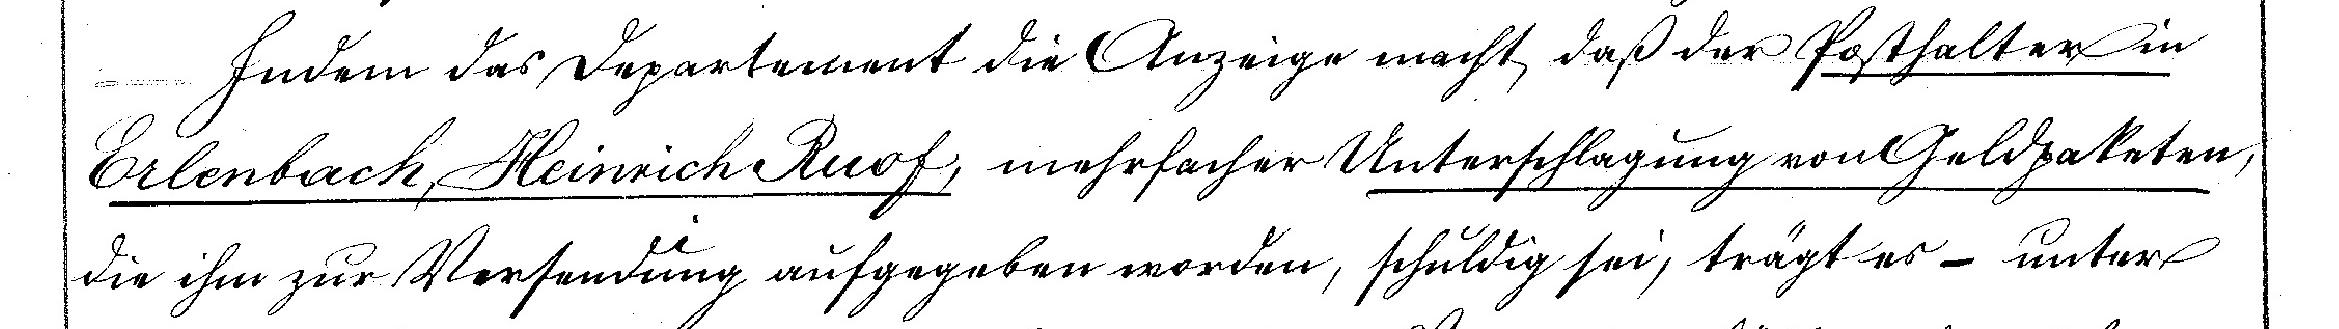 Indem das Departement die Anzeige macht, daß der Posthalter in
Erlenbach, Heinrich Ruof, mehrfacher Unterschlagung von Geldpaketen,
die ihm zur Versendung aufgegeben worden, schuldig sei, trägt es – unter